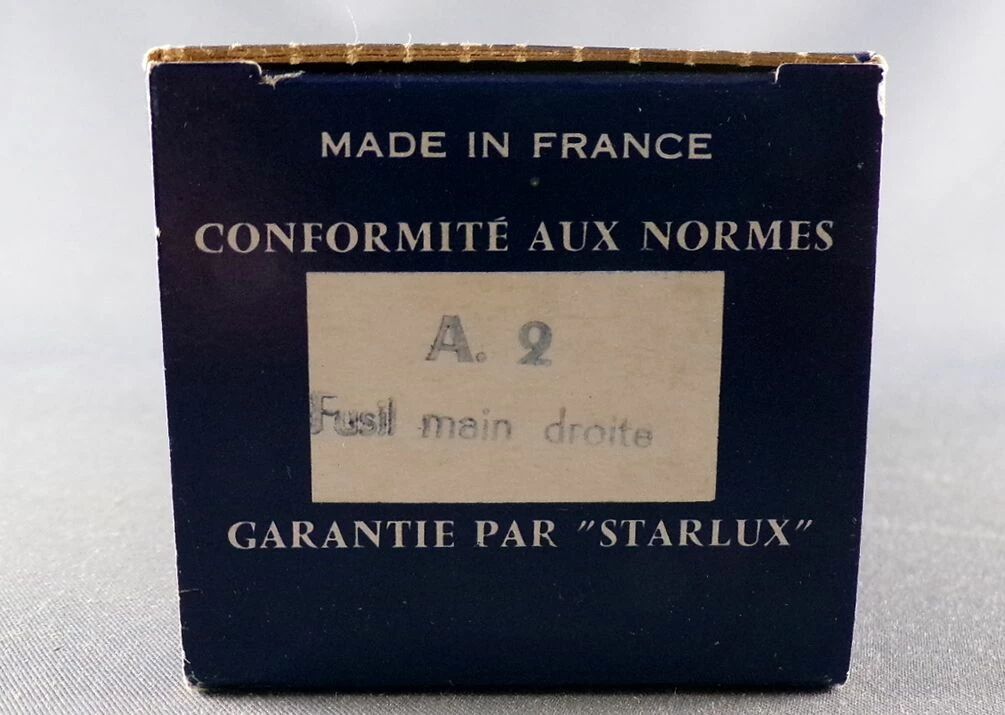 MADE IN FRANCE
CONFORMITÉ AUX NORMES
A. 2
Fusil main droite
GARANTIE PAR "STARLUX"